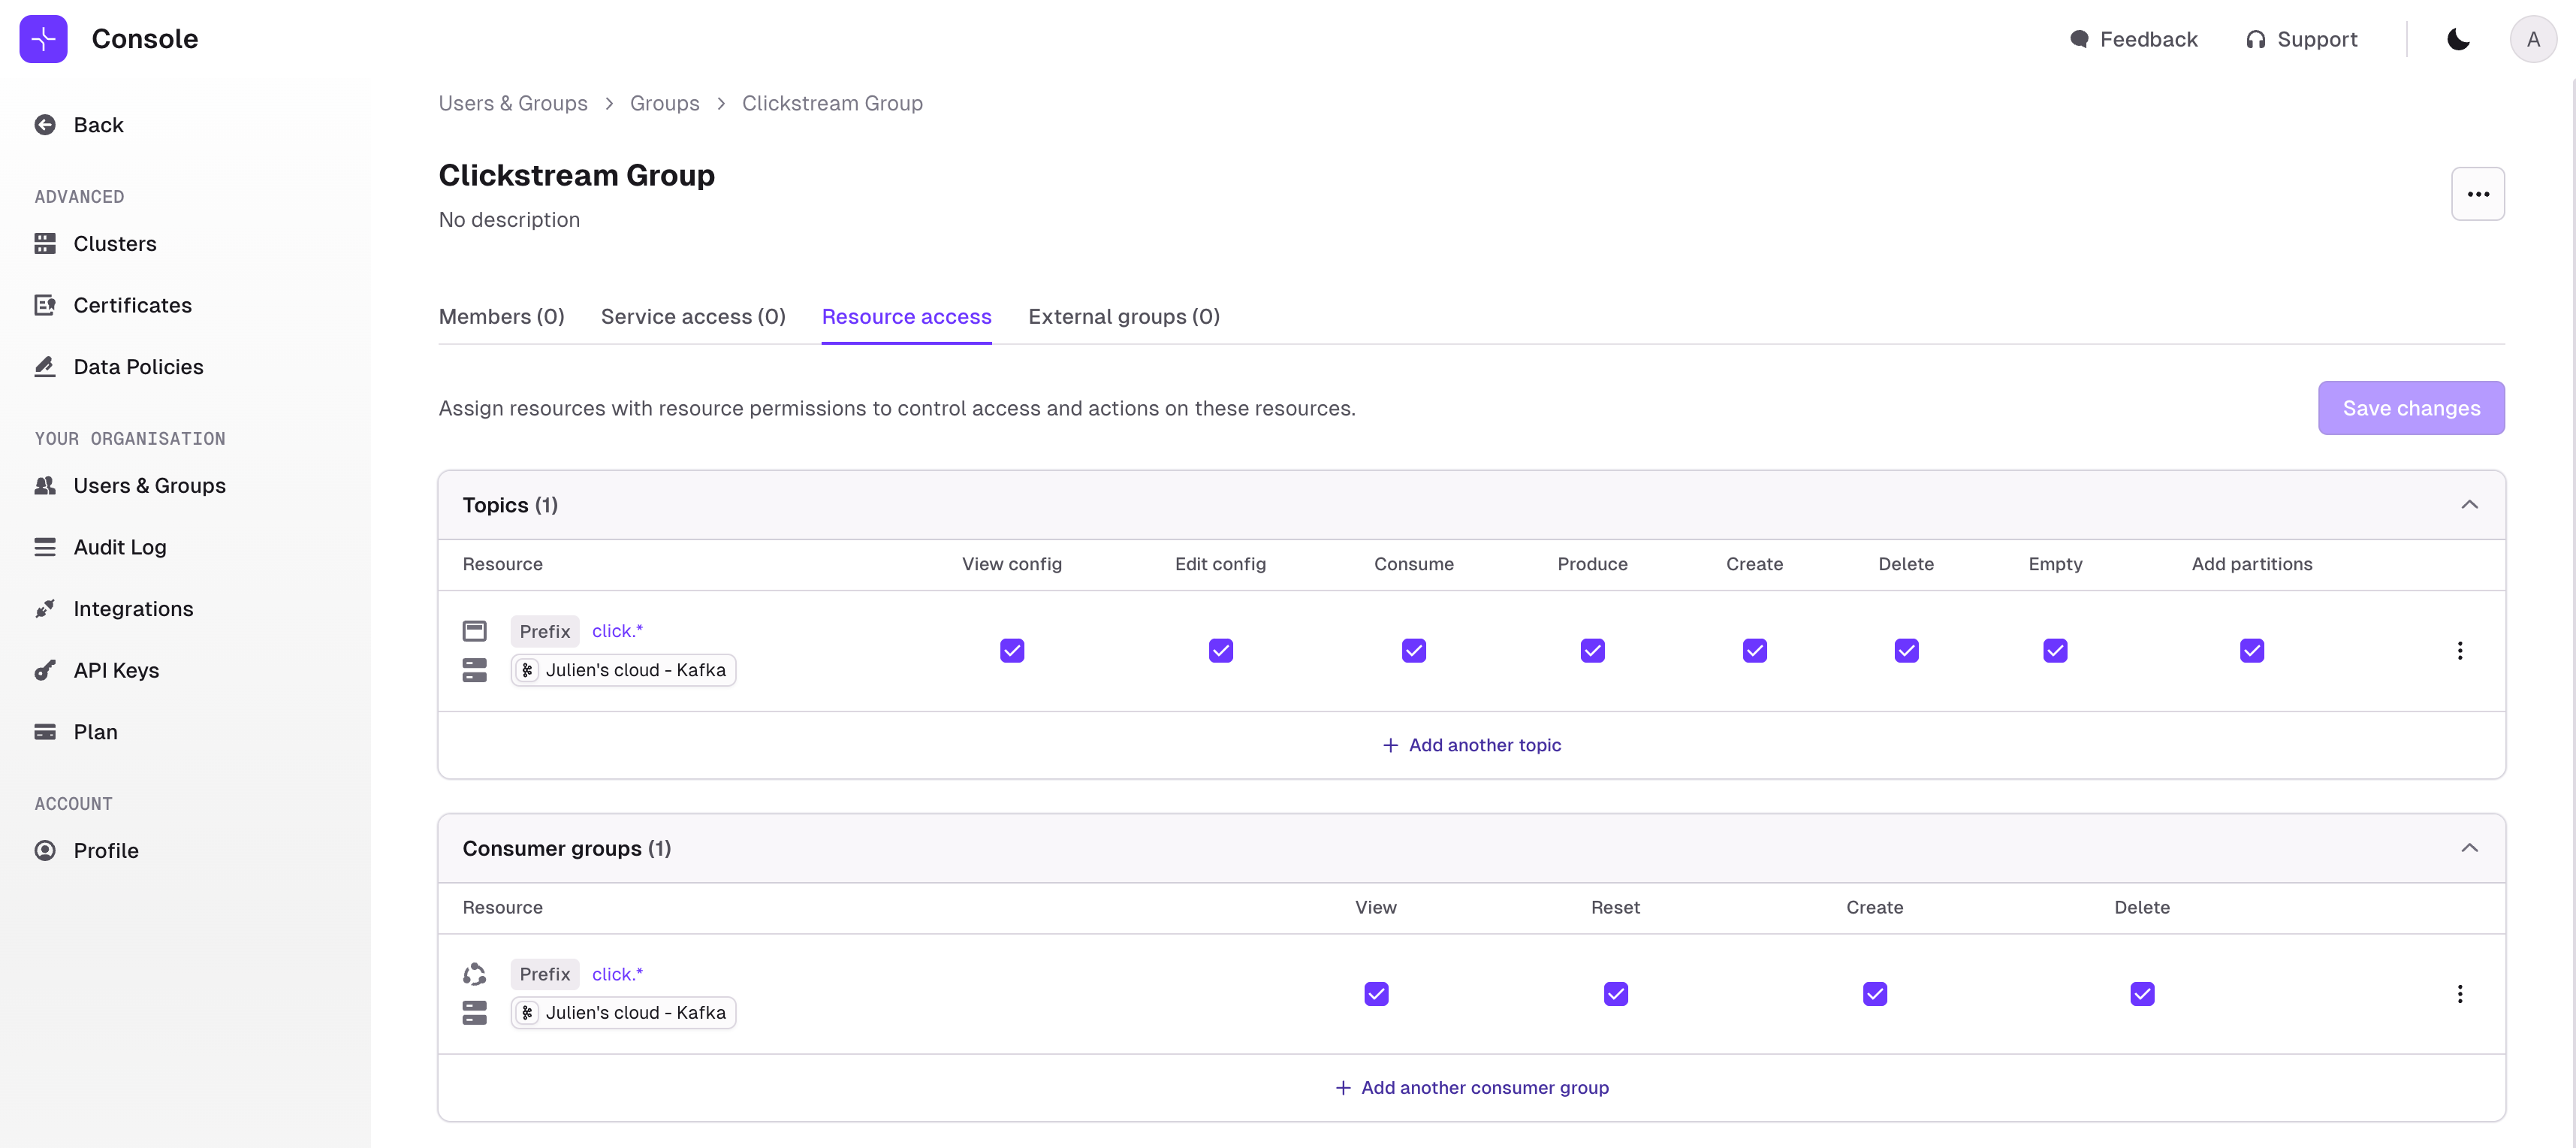 Console
Feedback
Support
A
Back
ADVANCED
Clusters
Certificates
Data Policies
YOUR ORGANISATION
Users & Groups
Audit Log
Integrations
API Keys
Plan
ACCOUNT
Profile
Users & Groups > Groups > Clickstream Group
Clickstream Group
No description
Members (0) Service access (0) Resource access External groups (0)
Assign resources with resource permissions to control access and actions on these resources.
Save changes
Topics (1)
Resource View config Edit config Consume Produce Create Delete Empty Add partitions
Prefix click.*
Julien's cloud - Kafka
+ Add another topic
Consumer groups (1)
Resource View Reset Create Delete
Prefix click.*
Julien's cloud - Kafka
+ Add another consumer group